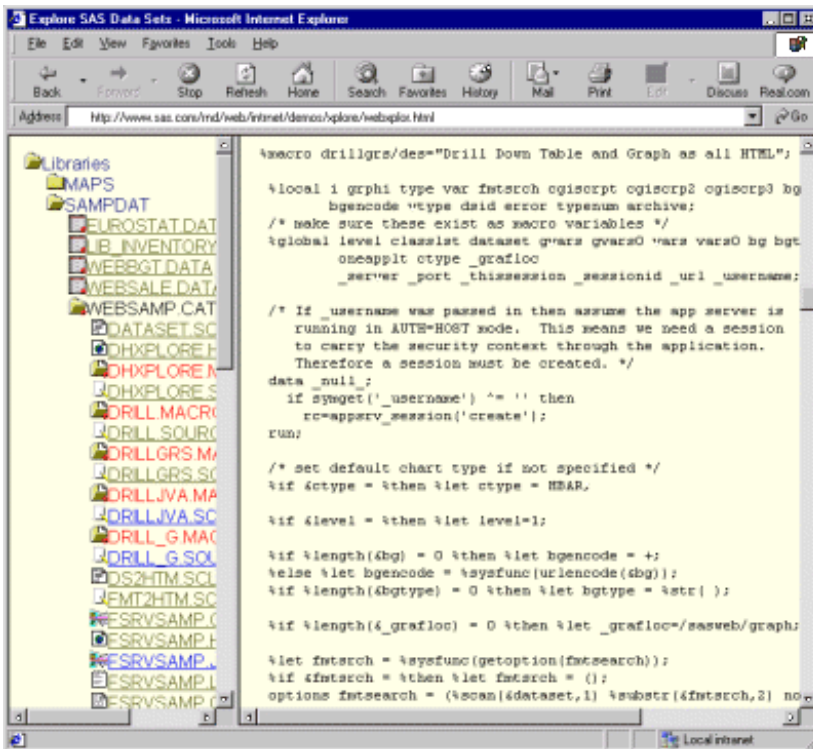 Explore SAS Data Sets - Microsoft Internet Explorer
File Edit View Favorites Tools Help
Back Forward Stop Refresh Home Search Favorites History Mail Print Edit Discuss Real.com
Address http://www.sas.com/rnd/web/intrnet/demos/xplore/webxplor.html Go
Libraries
MAPS
SAMPDAT
EUROSTAT.DAT
LIB_INVENTORY
WEBBGT.DATA
WEBSALE.DATA
WEBSAMP.CAT
DATASET.SC
DHXPLORE.H
DHXPLORE.M
DHXPLORE.S
DRILL.MACRO
DRILL.SOURC
DRILLGRS.MA
DRILLGRS.SO
DRILLJVA.MA
DRILLJVA.SC
DRILL_G.MAC
DRILL_G.SOU
DS2HTM.SCL
FMT2HTM.SC
FSRVSAMP.C
FSRVSAMP.H
FSRVSAMP.J
FSRVSAMP.L
FSRVSAMP.O
%macro drillgrs/des="Drill Down Table and Graph as all HTML";
%local i grphi type var fmtsrch cgiscrpt cgiscrp2 cgiscrp3 bg
bgencode vtype dsid error typenum archive;
/* make sure these exist as macro variables */
%global level classlst dataset gvars gvars0 vars vars0 bg bgt
oneapplt ctype _grafloc
_server _port _thissession _sessionid _url _username;
/* If _username was passed in then assume the app server is
running in AUTH=HOST mode. This means we need a session
to carry the security context through the application.
Therefore a session must be created. */
data _null_;
if symget('_username') ^= '' then
rc=appsrv_session('create');
run;
/* set default chart type if not specified */
%if &ctype = %then %let ctype = HBAR;
%if &level = %then %let level=1;
%if %length(&bg) = 0 %then %let bgencode = +;
%else %let bgencode = %sysfunc(urlencode(&bg));
%if %length(&bgtype) = 0 %then %let bgtype = %str( );
%if %length(&_grafloc) = 0 %then %let _grafloc=/sasweb/graph;
%let fmtsrch = %sysfunc(getoption(fmtsearch));
%if &fmtsrch = %then %let fmtsrch = ();
options fmtsearch = (%scan(&dataset,1) %substr(&fmtsrch,2) no
Local intranet